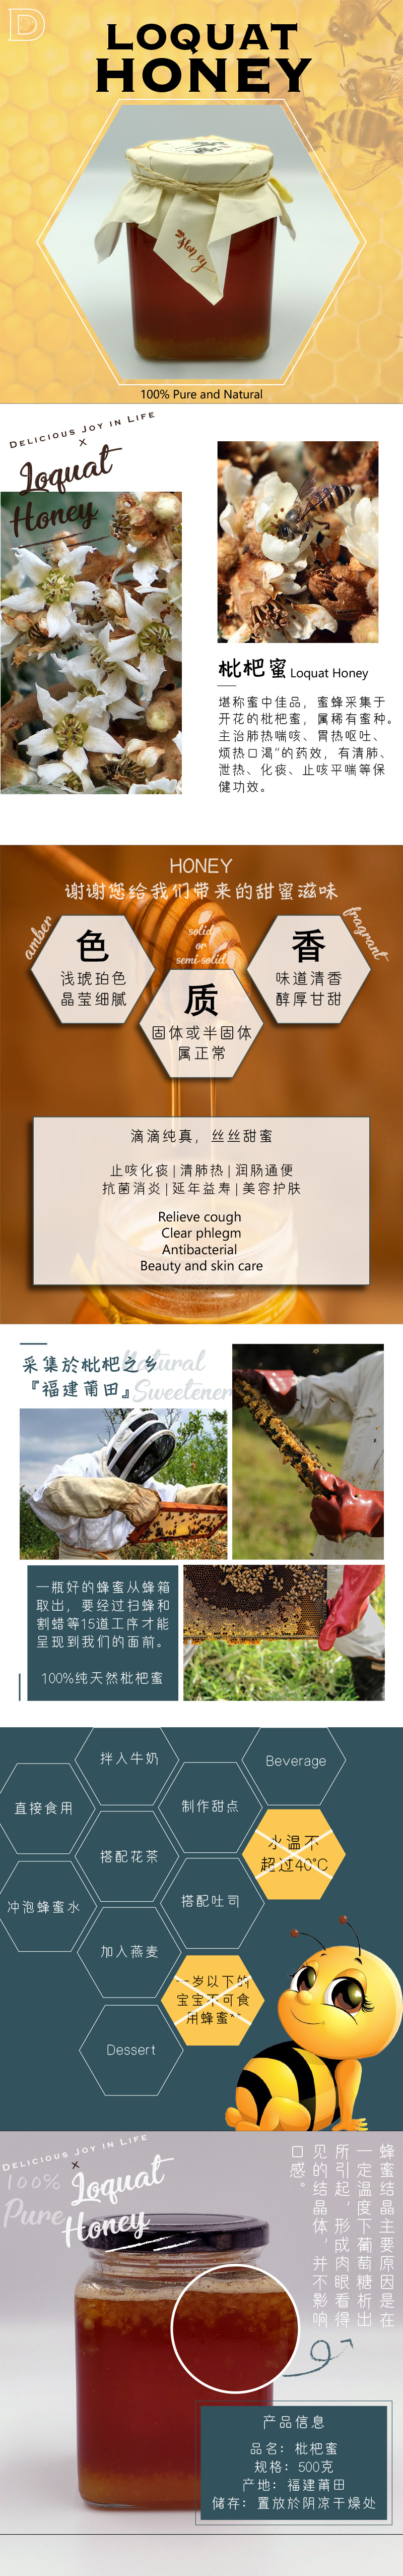 D
LOQUAT
HONEY
Honey
100% Pure and Natural
DELICIOUS JOY IN LIFE
x
Loquat
Honey
枇杷蜜 Loquat Honey
堪称蜜中佳品，蜜蜂采集于
开花的枇杷蜜，属稀有蜜种。
主治肺热喘咳、胃热呕吐、
烦热口渴”的药效，有清肺、
泄热、化痰、止咳平喘等保
健功效。
HONEY
谢谢您给我们带来的甜蜜滋味
amber
色
浅琥珀色
晶莹细腻
solid
or
semi-solid
质
固体或半固体
属正常
fragrant
香
味道清香
醇厚甘甜
滴滴纯真，丝丝甜蜜
止咳化痰|清肺热|润肠通便
抗菌消炎|延年益寿|美容护肤
Relieve cough
Clear phlegm
Antibacterial
Beauty and skin care
Natural
Sweetener
采集於枇杷之乡
『福建莆田』
一瓶好的蜂蜜从蜂箱
取出，要经过扫蜂和
割蜡等15道工序才能
呈现到我们的面前。
100%纯天然枇杷蜜
拌入牛奶
Beverage
直接食用
制作甜点
水温不
超过40°C
搭配花茶
冲泡蜂蜜水
搭配吐司
加入燕麦
一岁以下的
宝宝不可食
用蜂蜜**
Dessert
DELICIOUS JOY IN LIFE
x
100%
Pure
Loquat
Honey
蜂蜜结晶主要原因是在
一定温度下葡萄糖析出
所引起，形成肉眼看得
见的结晶体，并不影响
口感。
产品信息
品名：枇杷蜜
规格：500克
产地：福建莆田
储存：置放於阴凉干燥处